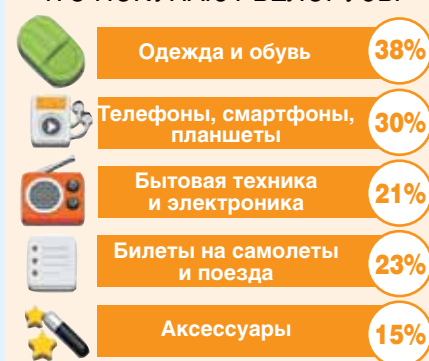 Одежда и обувь
38%
Телефоны, смартфоны,
планшеты
30%
Бытовая техника
и электроника
21%
Билеты на самолеты
и поезда
23%
Аксессуары
15%